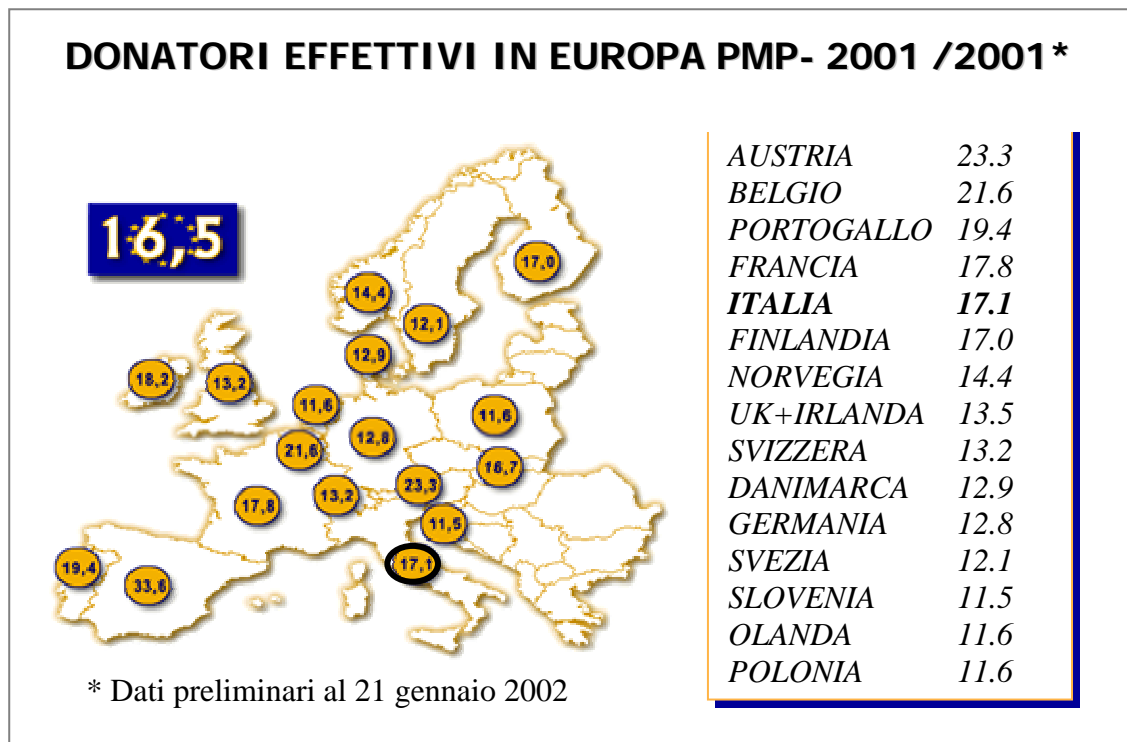 DONATORI EFFETTIVI IN EUROPA PMP- 2001 /2001*
16,5
17,0
14,4
12,1
12,9
18,2
13,2
11,6
11,6
21,6
12,8
23,3
17,8
13,2
11,5
19,4
33,6
17,1
AUSTRIA 23.3
BELGIO 21.6
PORTOGALLO 19.4
FRANCIA 17.8
ITALIA 17.1
FINLANDIA 17.0
NORVEGIA 14.4
UK+IRLANDA 13.5
SVIZZERA 13.2
DANIMARCA 12.9
GERMANIA 12.8
SVEZIA 12.1
SLOVENIA 11.5
OLANDA 11.6
POLONIA 11.6
* Dati preliminari al 21 gennaio 2002